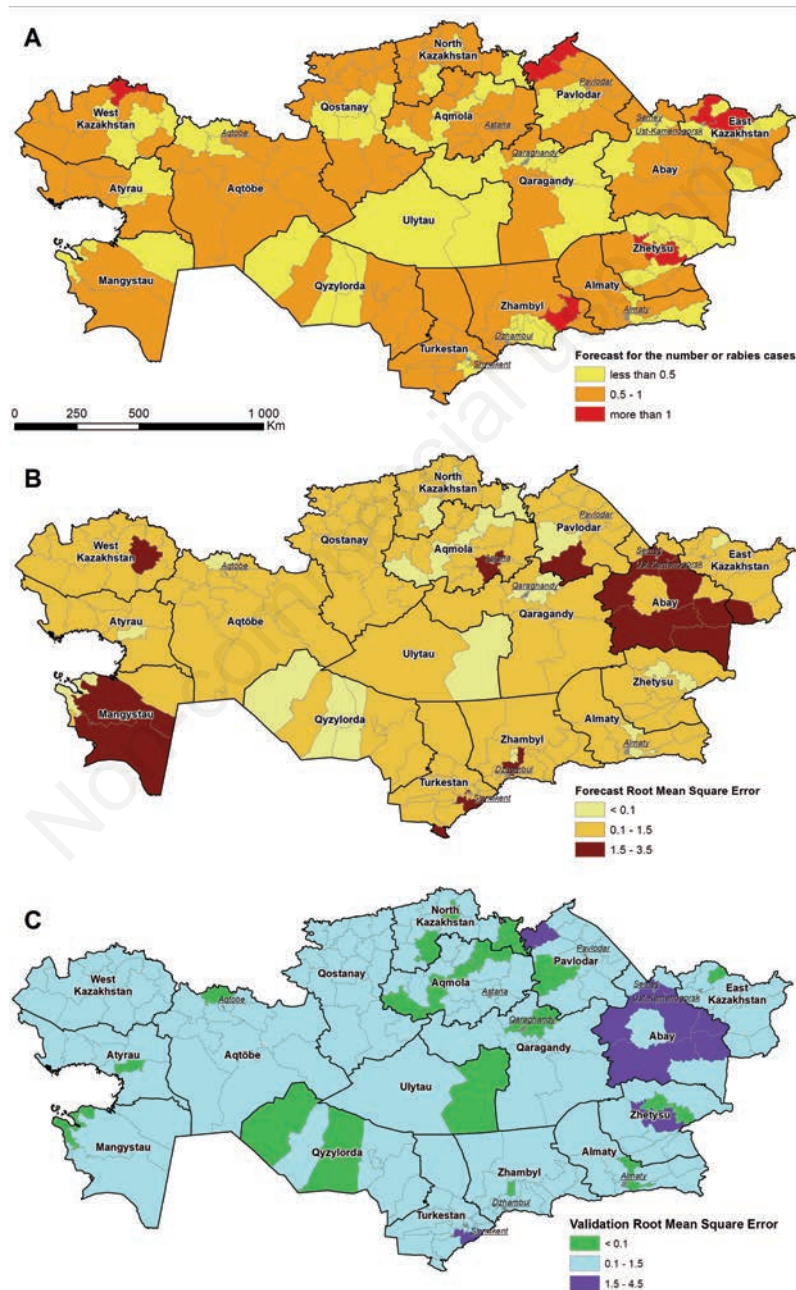 A
North
Kazakhstan
Pavlodar
West
Kazakhstan
Qostanay
Pavlodar
Aqtöbe
Aqmola
Astana
Semey
East
Kazakhstan
Ust-Kamenogorsk
Atyrau
Qaraghandy
Aqtöbe
Qaragandy
Abay
Ulytau
Zhetysu
Mangystau
Qyzylorda
Zhambyl
Almaty
Almaty
Dzhambul
Turkestan
Shymkent
Forecast for the number or rabies cases
less than 0.5
0.5 - 1
more than 1
0 250 500 1 000
Km
B
North
Kazakhstan
Pavlodar
West
Kazakhstan
Qostanay
Pavlodar
Aqmola
Astana
Aqtöbe
Semey
East
Kazakhstan
Ust-Kamenogorsk
Atyrau
Qaraghandy
Aqtöbe
Qaragandy
Abay
Ulytau
Zhetysu
Mangystau
Qyzylorda
Almaty
Zhambyl
Almaty
Dzhambul
Turkestan
Shymkent
Forecast Root Mean Square Error
< 0.1
0.1 - 1.5
1.5 - 3.5
C
North
Kazakhstan
Pavlodar
West
Kazakhstan
Qostanay
Pavlodar
Aqmola
Astana
Aqtöbe
Semey
East
Kazakhstan
Ust-Kamenogorsk
Atyrau
Qaraghandy
Aqtöbe
Qaragandy
Abay
Ulytau
Zhetysu
Mangystau
Qyzylorda
Almaty
Zhambyl
Almaty
Dzhambul
Turkestan
Shymkent
Validation Root Mean Square Error
< 0.1
0.1 - 1.5
1.5 - 4.5
Non-commercial use only